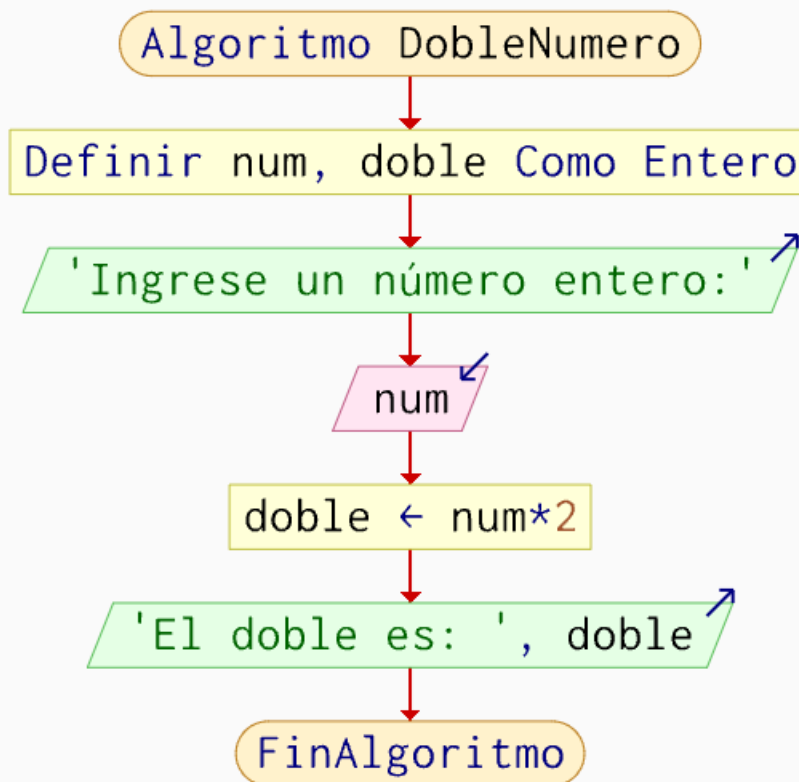 Algoritmo DobleNumero
Definir num, doble Como Entero
'Ingrese un número entero:'
num
doble ← num*2
'El doble es: ', doble
FinAlgoritmo